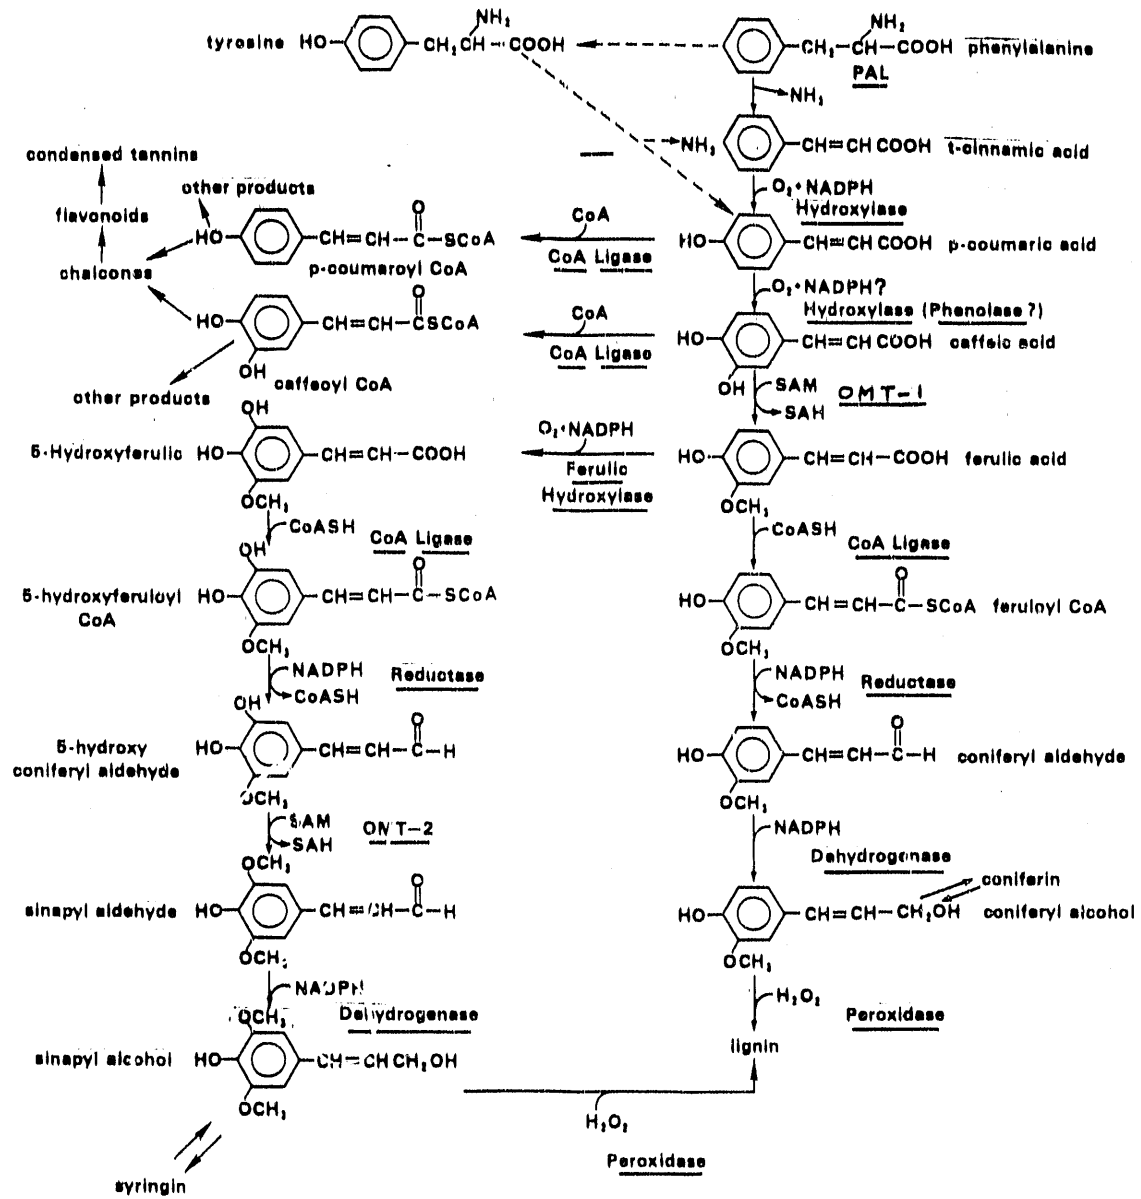 NH₂
NH₂
tyrosine HO CH₂CH COOH
CH₂ CH COOH phenylalanine
PAL
NH₃
condensed tannins
NH₃
CH=CH COOH t-cinnamic acid
other products
O₂+NADPH
Hydroxylase
flavonoids
O
CoA
HO CH=CH-C-SCoA
CoA Ligase
HO CH=CH COOH p-coumaric acid
p-coumaroyl CoA
chalcones
O
O₂+NADPH?
Hydroxylase (Phenolase?)
CoA
HO CH=CH-CSCoA
CoA Ligase
HO CH=CH COOH caffeic acid
OH caffeoyl CoA
OH
SAM
OMT-1
SAH
other products
OH
O₂+NADPH
5-Hydroxyferulic HO CH=CH-COOH
Ferulic
Hydroxylase
HO CH=CH-COOH ferulic acid
OCH₃
OCH₃
CoASH
CoA Ligase
CoASH
CoA Ligase
OH
O
O
5-hydroxyferuloyl
CoA
HO CH=CH-C-SCoA
HO CH=CH-C-SCoA feruloyl CoA
OCH₃
OCH₃
NADPH
CoASH
Reductase
NADPH
CoASH
Reductase
OH
O
O
5-hydroxy
coniferyl aldehyde
HO CH=CH-C-H
HO CH=CH-C-H coniferyl aldehyde
OCH₃
OCH₃
SAM
SAH
OMT-2
NADPH
Dehydrogenase
OCH₃
O
coniferin
sinapyl aldehyde HO CH=CH-C-H
HO CH=CH-CH₂OH coniferyl alcohol
OCH₃
OCH₃
NADPH
Dehydrogenase
H₂O₂
Peroxidase
OCH₃
lignin
sinapyl alcohol HO CH=CHCH₂OH
OCH₃
H₂O₂
Peroxidase
syringin